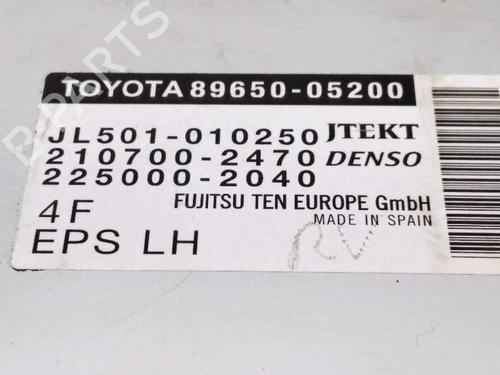 TOYOTA 89650-05200
JL501-010250 JTEKT
210700-2470 DENSO
225000-2040
4F FUJITSU TEN EUROPE GmbH
MADE IN SPAIN
EPS LH
RV
B-PARTS